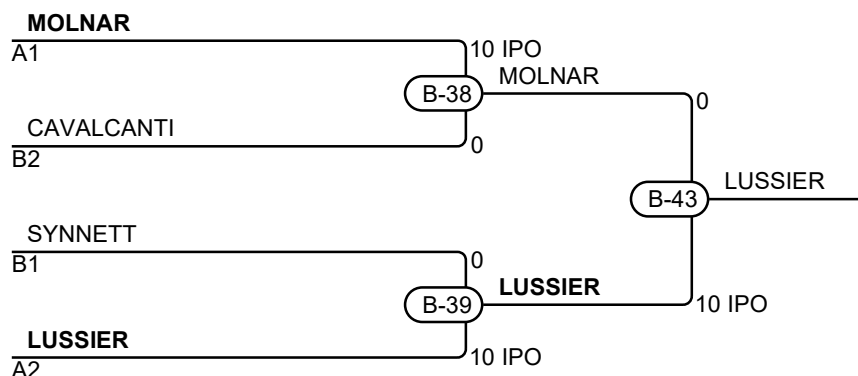 MOLNAR
A1
10 IPO
B-38
MOLNAR
CAVALCANTI
B2
0
0
B-43
LUSSIER
SYNNETT
B1
0
B-39
LUSSIER
10 IPO
LUSSIER
A2
10 IPO